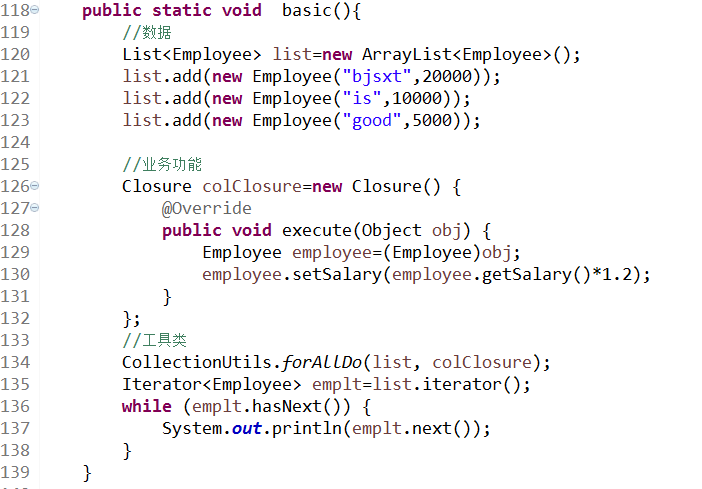 118 public static void  basic(){
119 //数据
120 List<Employee> list=new ArrayList<Employee>();
121 list.add(new Employee("bjsxt",20000));
122 list.add(new Employee("is",10000));
123 list.add(new Employee("good",5000));
124
125 //业务功能
126 Closure colClosure=new Closure() {
127 @Override
128 public void execute(Object obj) {
129 Employee employee=(Employee)obj;
130 employee.setSalary(employee.getSalary()*1.2);
131 }
132 };
133 //工具类
134 CollectionUtils.forAllDo(list, colClosure);
135 Iterator<Employee> emplt=list.iterator();
136 while (emplt.hasNext()) {
137 System.out.println(emplt.next());
138 }
139 }